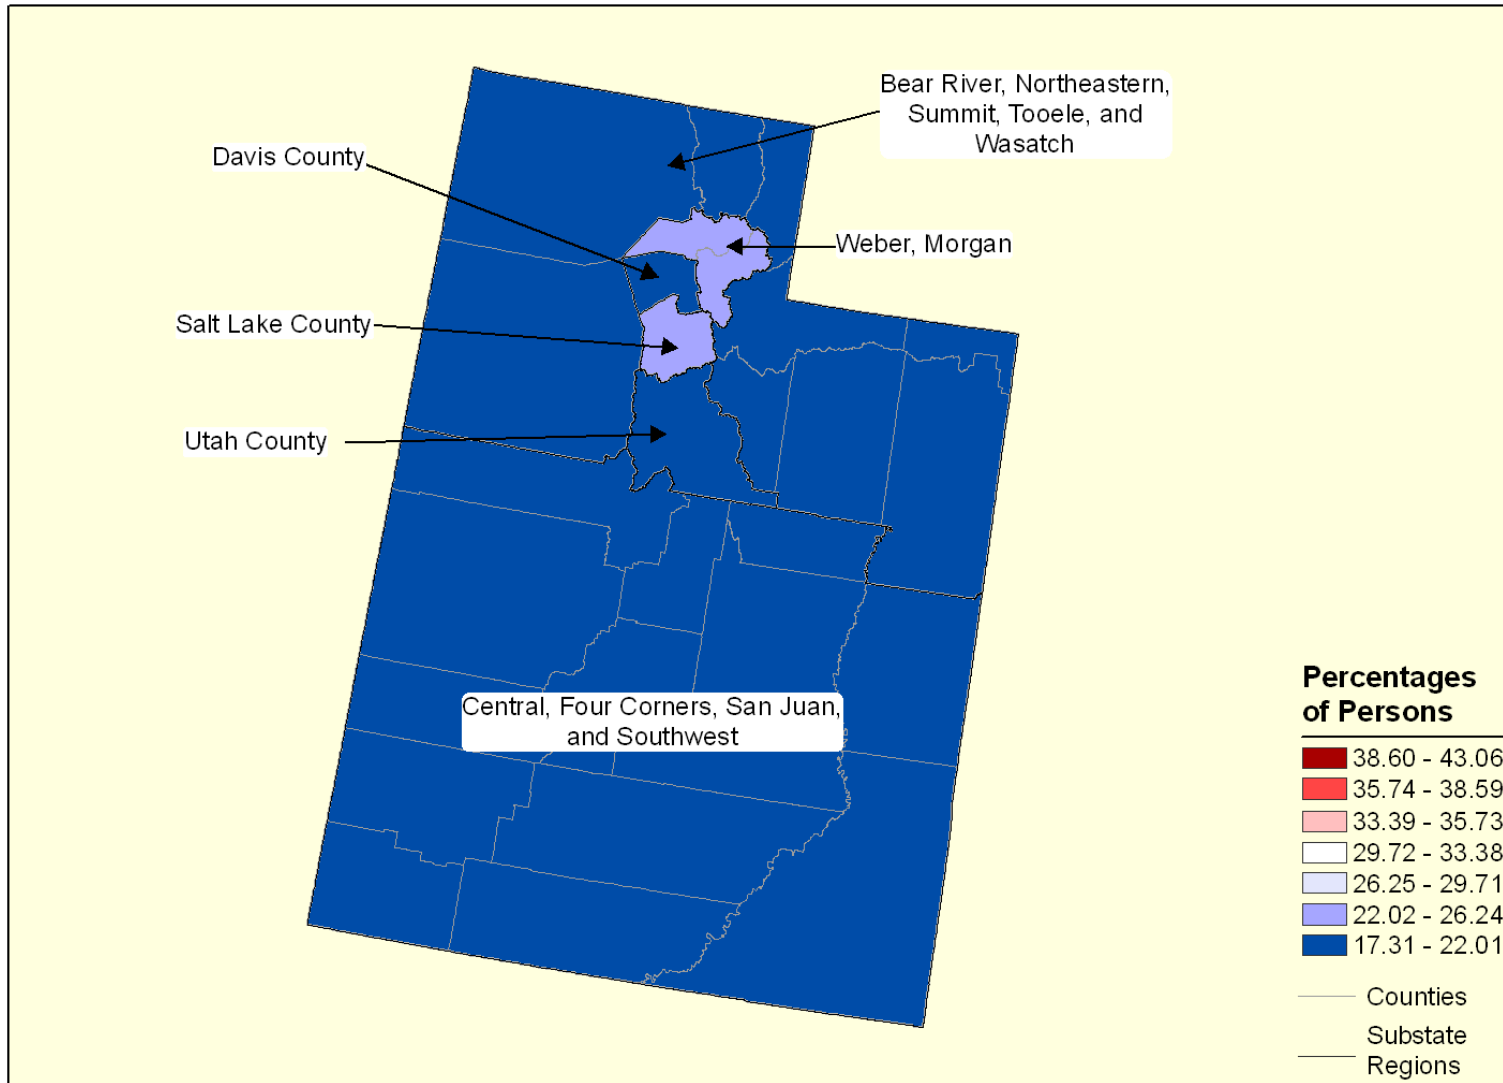 Bear River, Northeastern,
Summit, Tooele, and
Wasatch
Davis County
Weber, Morgan
Salt Lake County
Utah County
Central, Four Corners, San Juan,
and Southwest
Percentages
of Persons
38.60 - 43.06
35.74 - 38.59
33.39 - 35.73
29.72 - 33.38
26.25 - 29.71
22.02 - 26.24
17.31 - 22.01
Counties
Substate
Regions